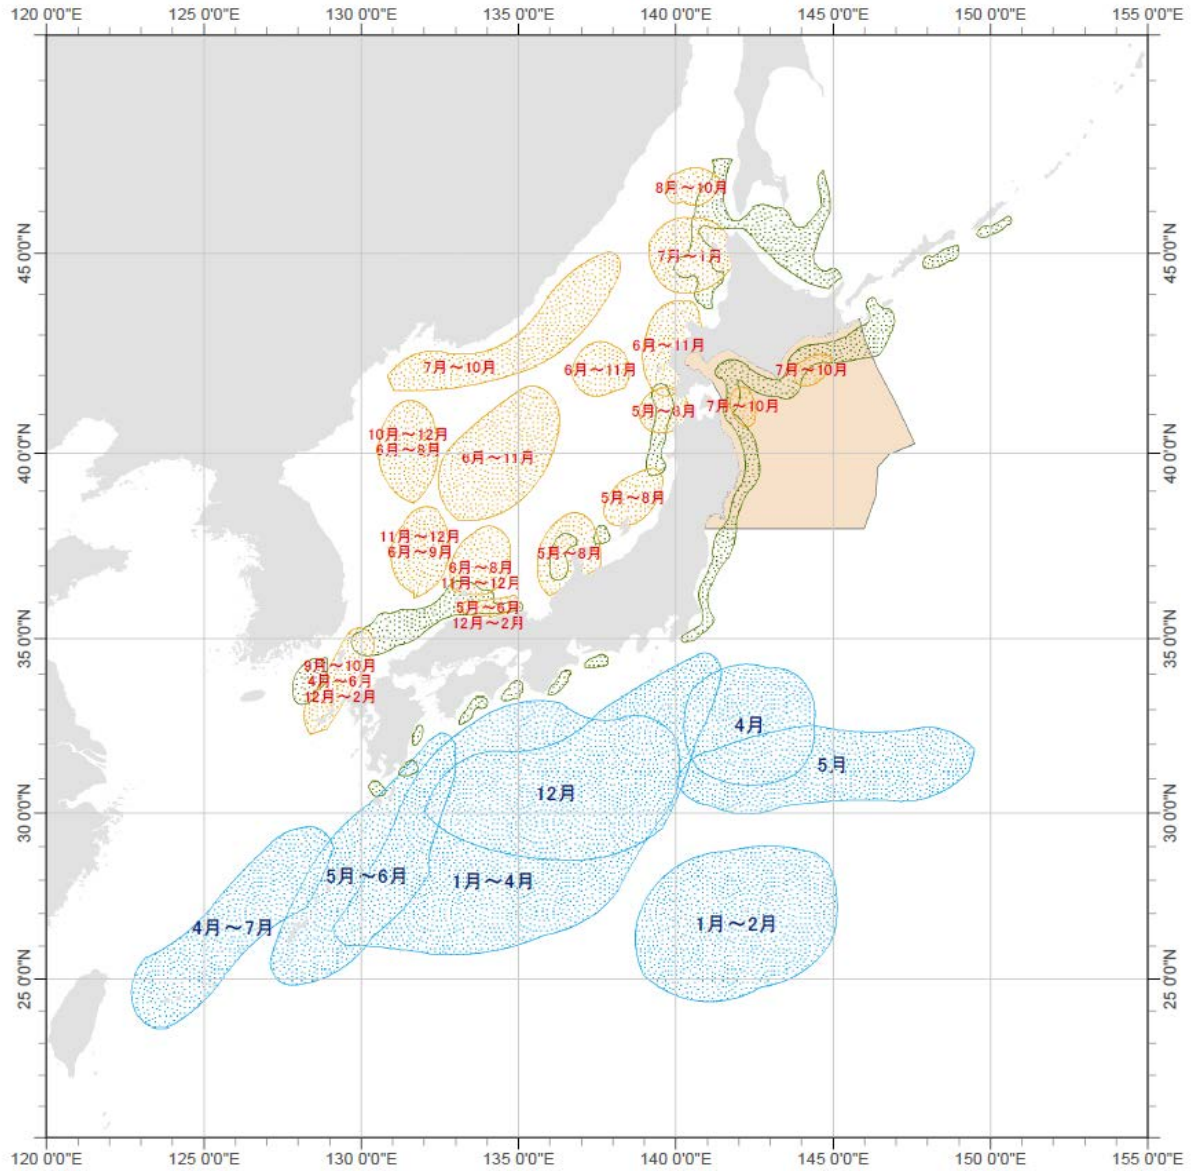 120 0'0"E
125 0'0"E
130 0'0"E
135 0'0"E
140 0'0"E
145 0'0"E
150 0'0"E
155 0'0"E
45 0'0"N
40 0'0"N
35 0'0"N
30 0'0"N
25 0'0"N
8月～10月
7月～1月
6月～11月
7月～10月
6月～11月
7月～10月
5月～8月
7月～10月
10月～12月
6月～8月
6月～11月
5月～8月
11月～12月
6月～9月
5月～8月
6月～8月
11月～12月
5月～6月
12月～2月
9月～10月
4月～6月
12月～2月
4月
5月
12月
5月～6月
1月～4月
4月～7月
1月～2月
45 0'0"N
40 0'0"N
35 0'0"N
30 0'0"N
25 0'0"N
120 0'0"E
125 0'0"E
130 0'0"E
135 0'0"E
140 0'0"E
145 0'0"E
150 0'0"E
155 0'0"E